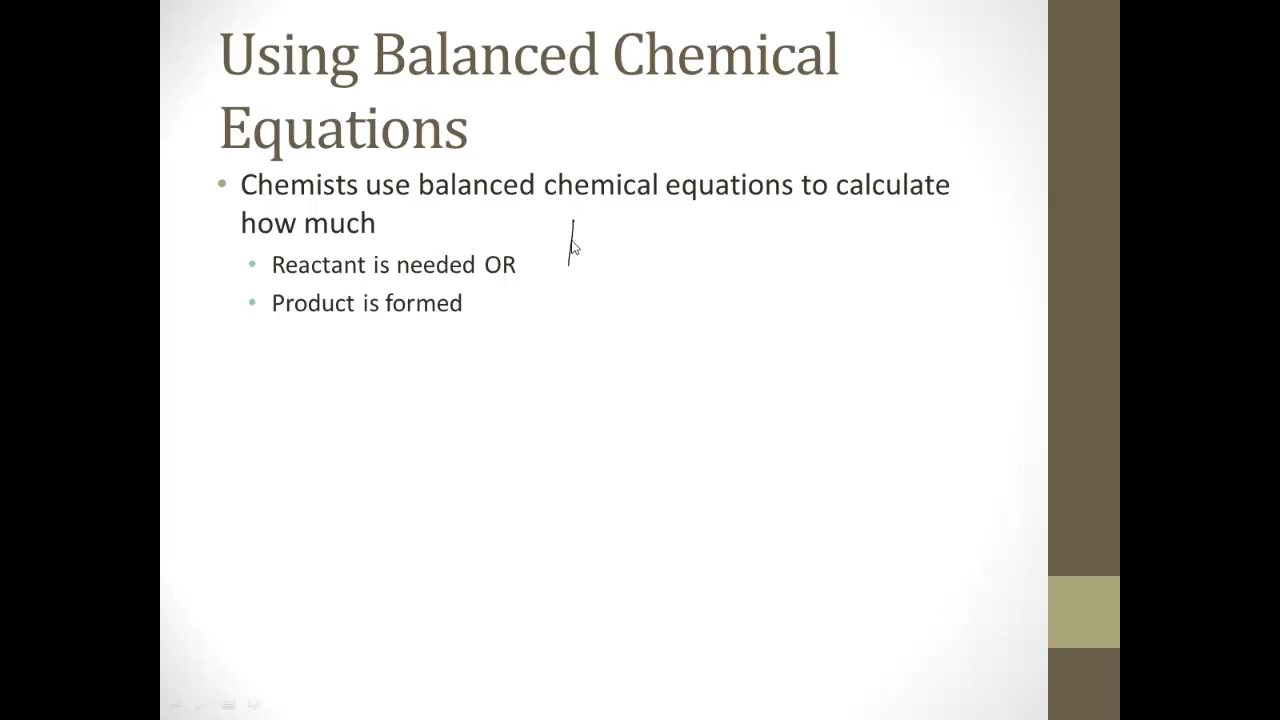 Using Balanced Chemical
Equations
• Chemists use balanced chemical equations to calculate
how much
• Reactant is needed OR
• Product is formed